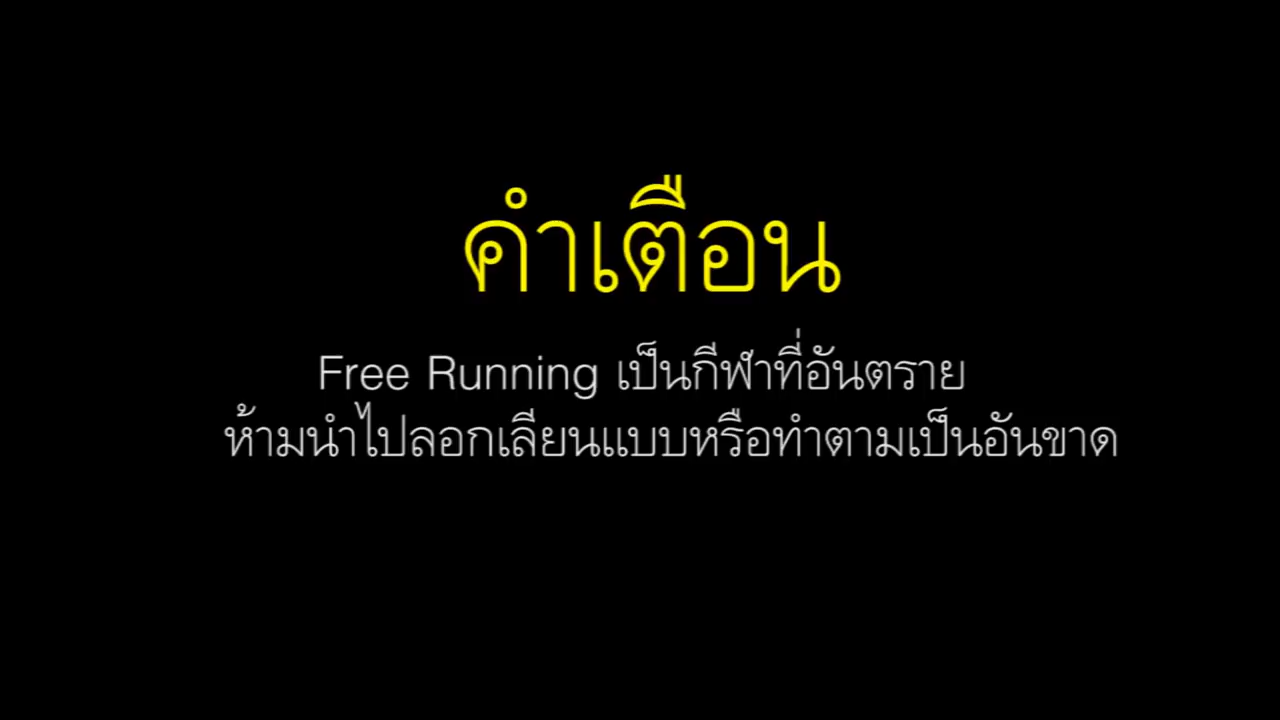 คำเตือน
Free Running เป็นกีฬาที่อันตราย
ห้ามนำไปลอกเลียนแบบหรือทำตามเป็นอันขาด